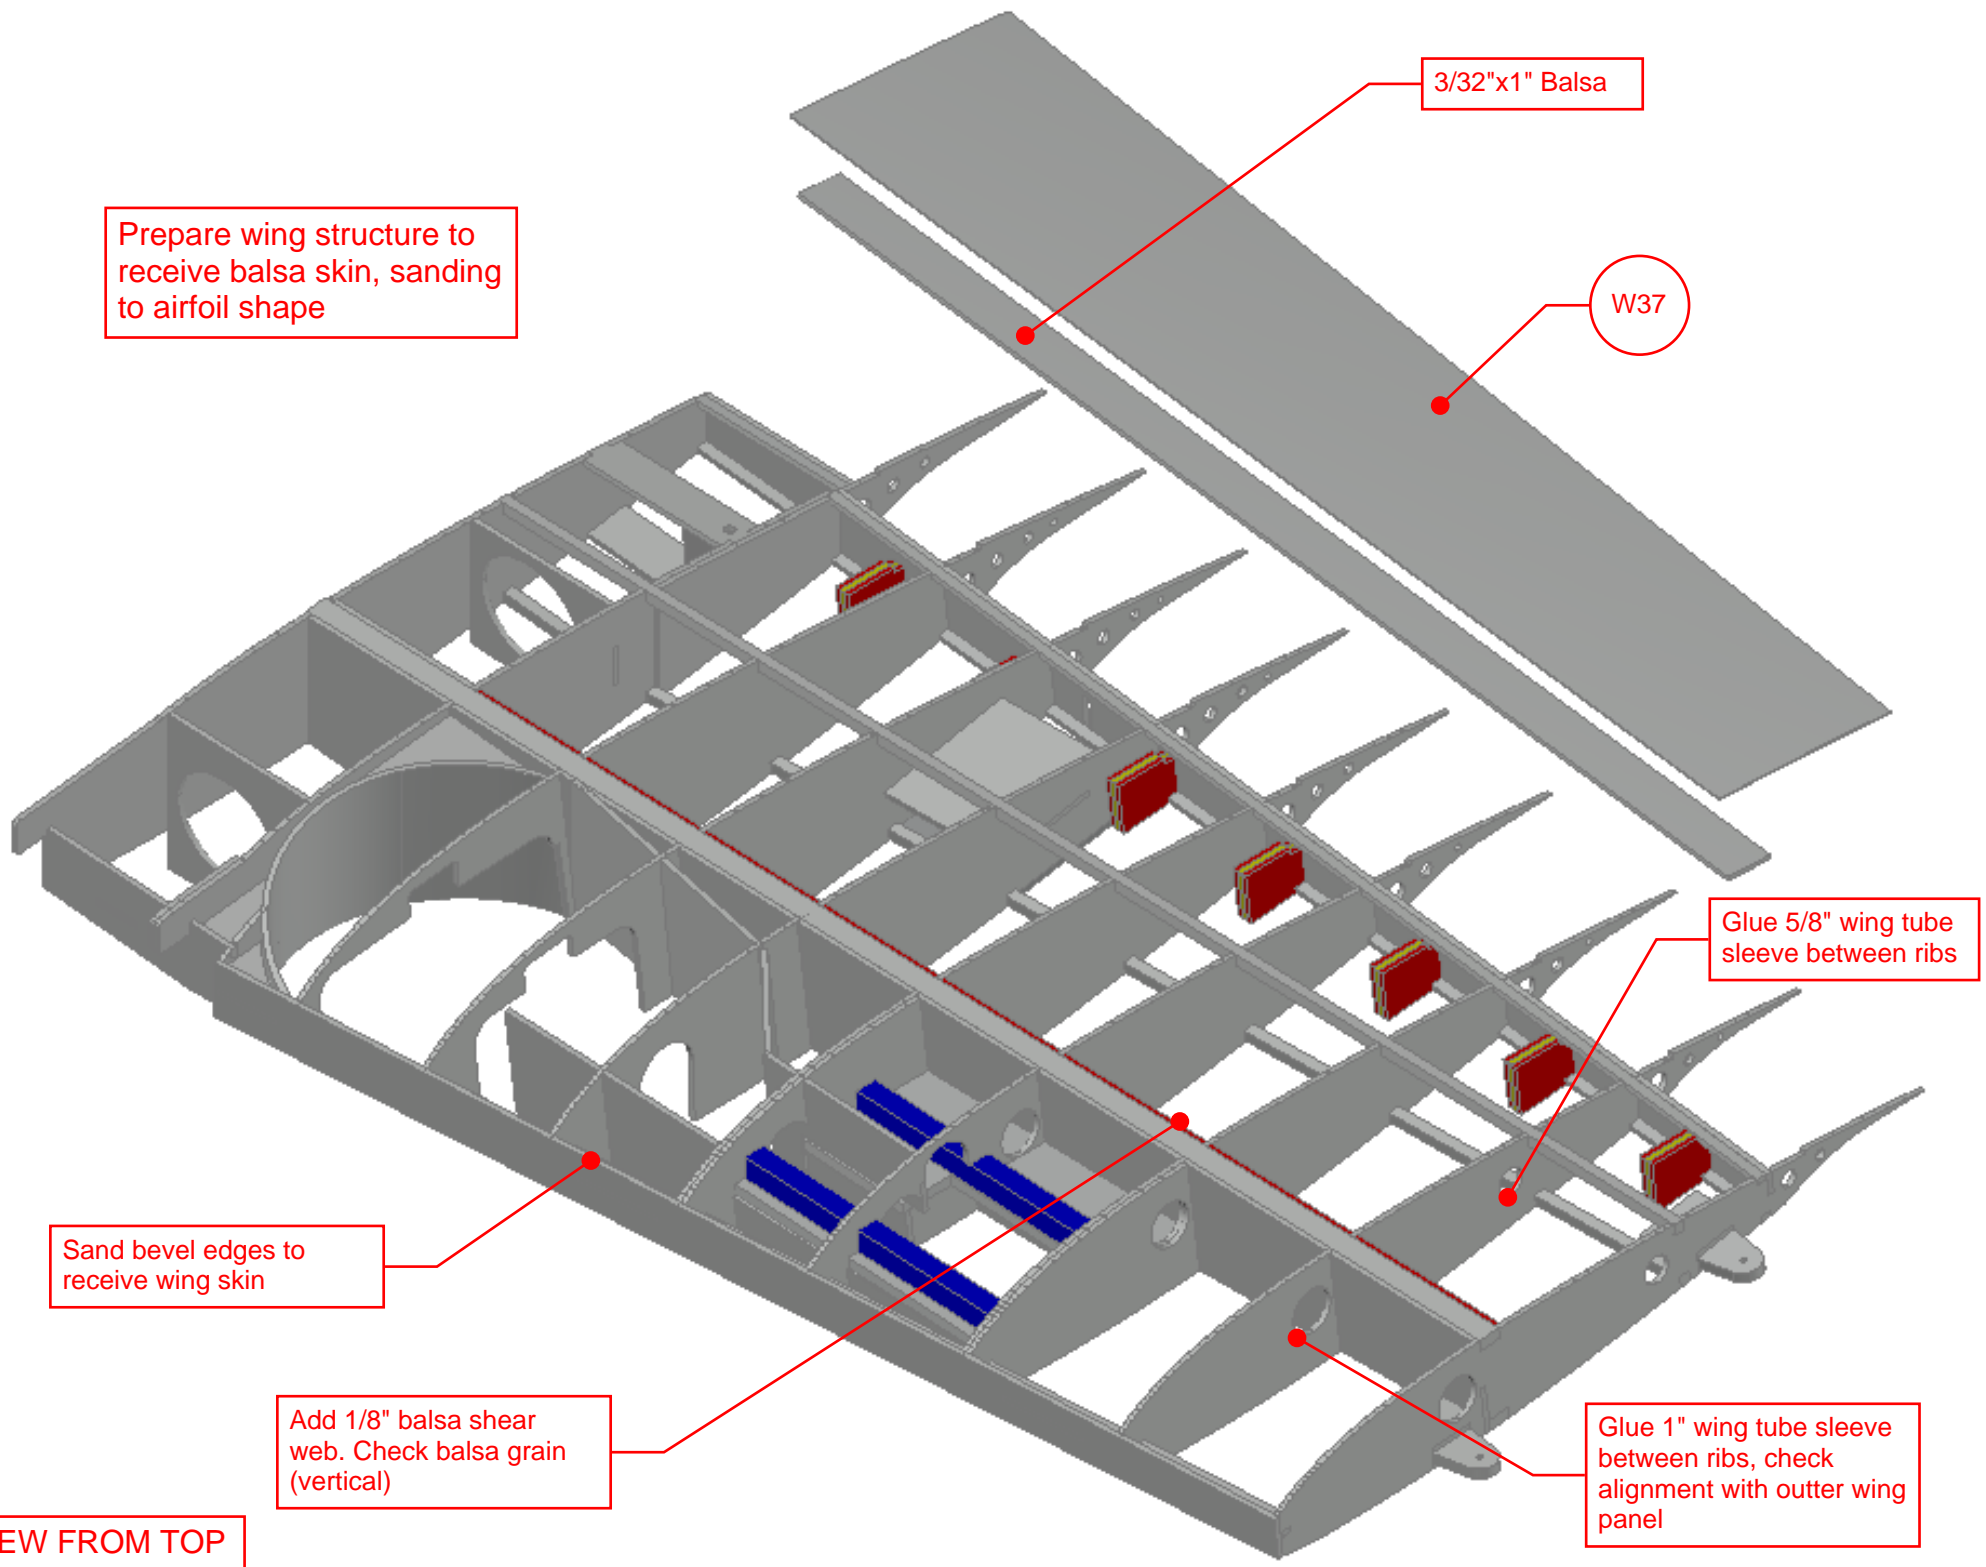 3/32"x1" Balsa
Prepare wing structure to
receive balsa skin, sanding
to airfoil shape
W37
Glue 5/8" wing tube
sleeve between ribs
Sand bevel edges to
receive wing skin
Add 1/8" balsa shear
web. Check balsa grain
(vertical)
Glue 1" wing tube sleeve
between ribs, check
alignment with outter wing
panel
EW FROM TOP